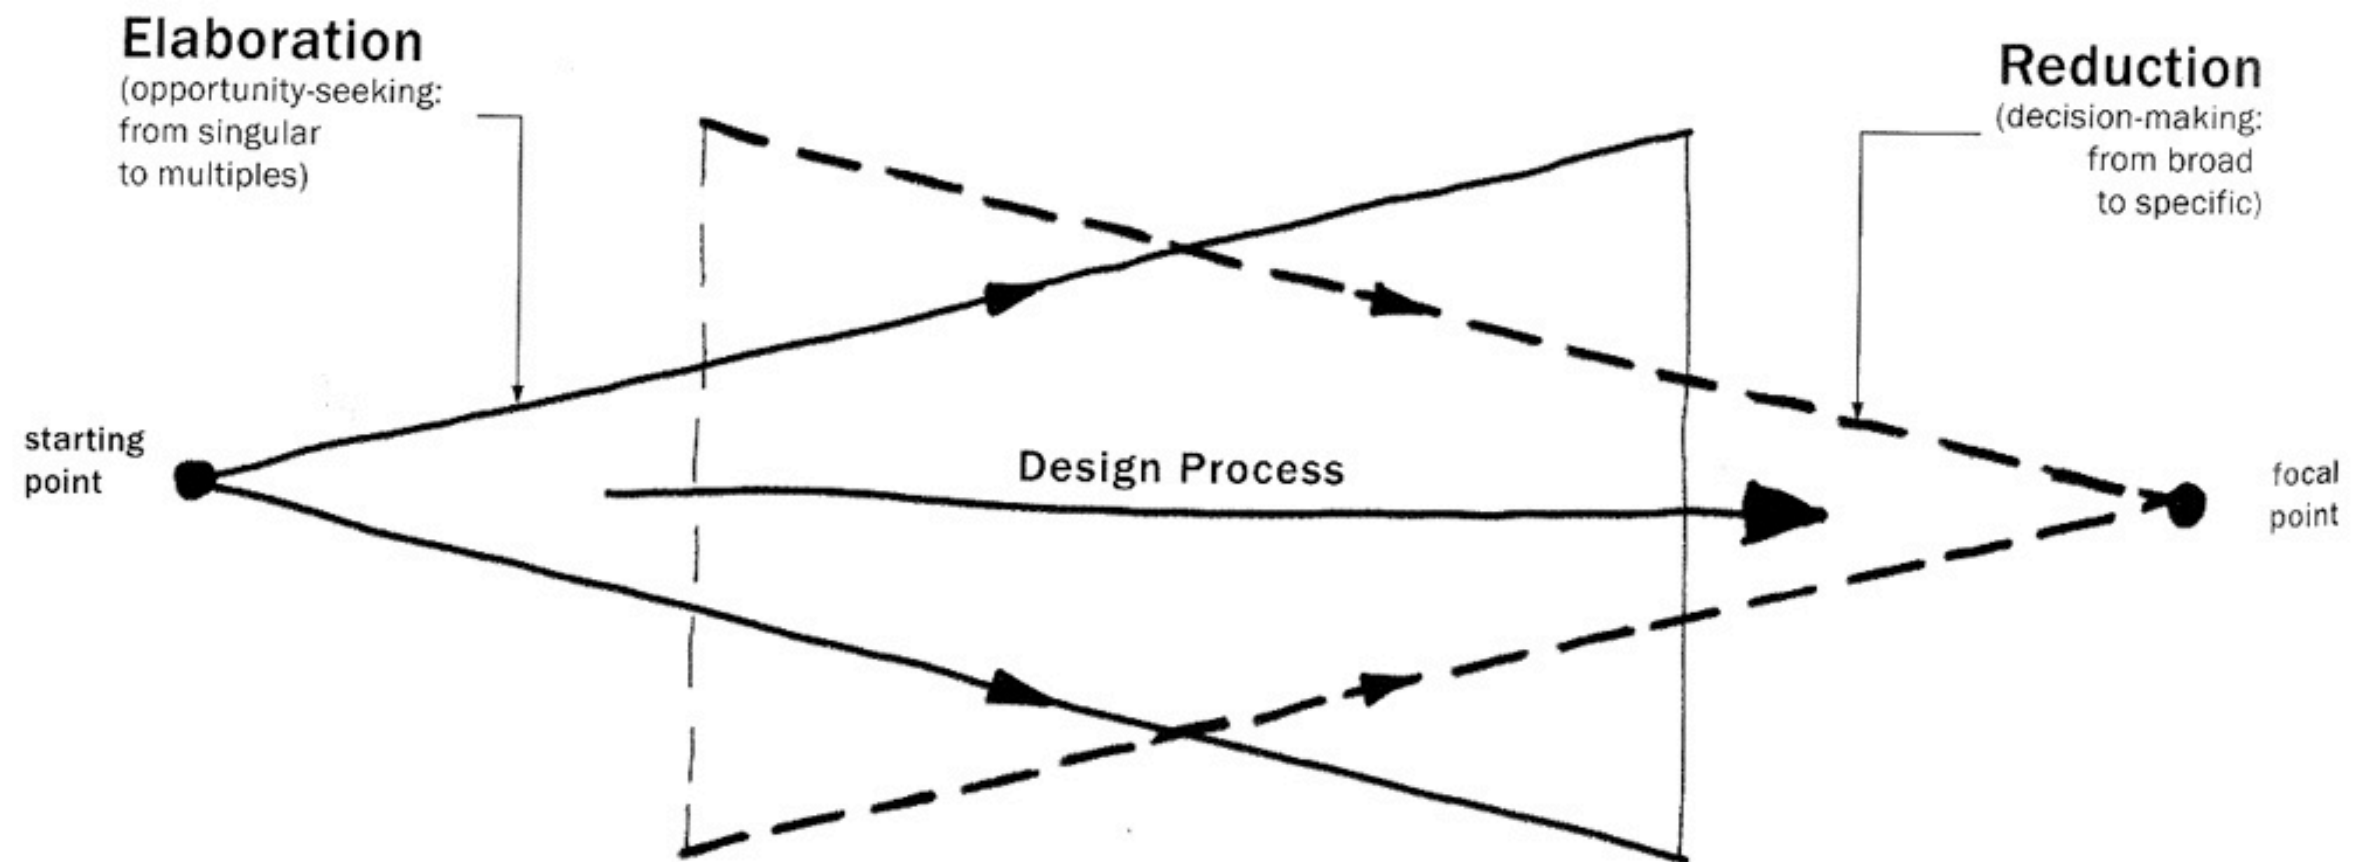 Elaboration
(opportunity-seeking:
from singular
to multiples)
Reduction
(decision-making:
from broad
to specific)
starting
point
Design Process
focal
point